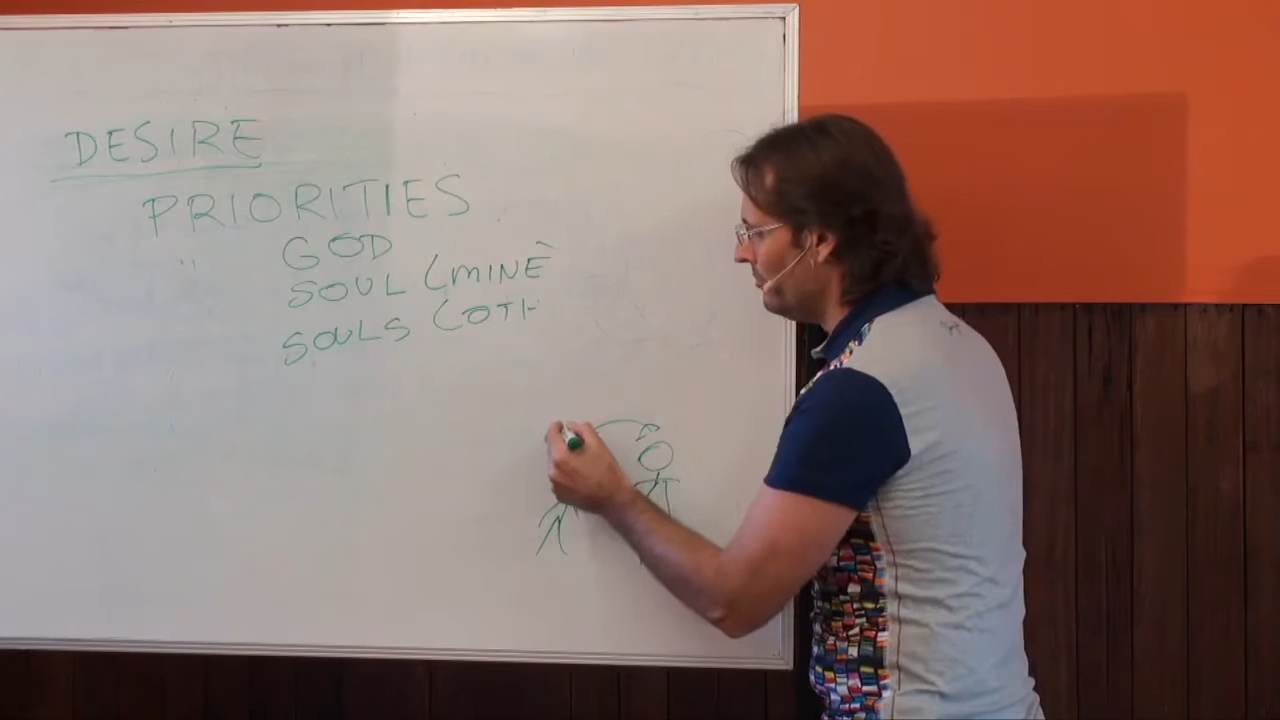 DESIRE
PRIORITIES
GOD
SOUL (MINE
SOULS (OTH